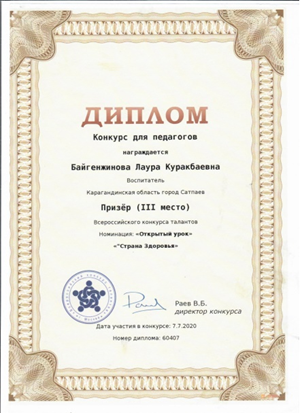 ДИПЛОМ
Конкурс для педагогов
награждается
Байгенжинова Лаура Куракбаевна
Воспитатель
Карагандинская область город Сатпаев
Призёр (III место)
Всероссийского конкурса талантов
Номинация: «Открытый урок»
«"Страна Здоровья»
Раев В.Б.
директор конкурса
Дата участия в конкурсе: 7.7.2020
Номер диплома: 60407